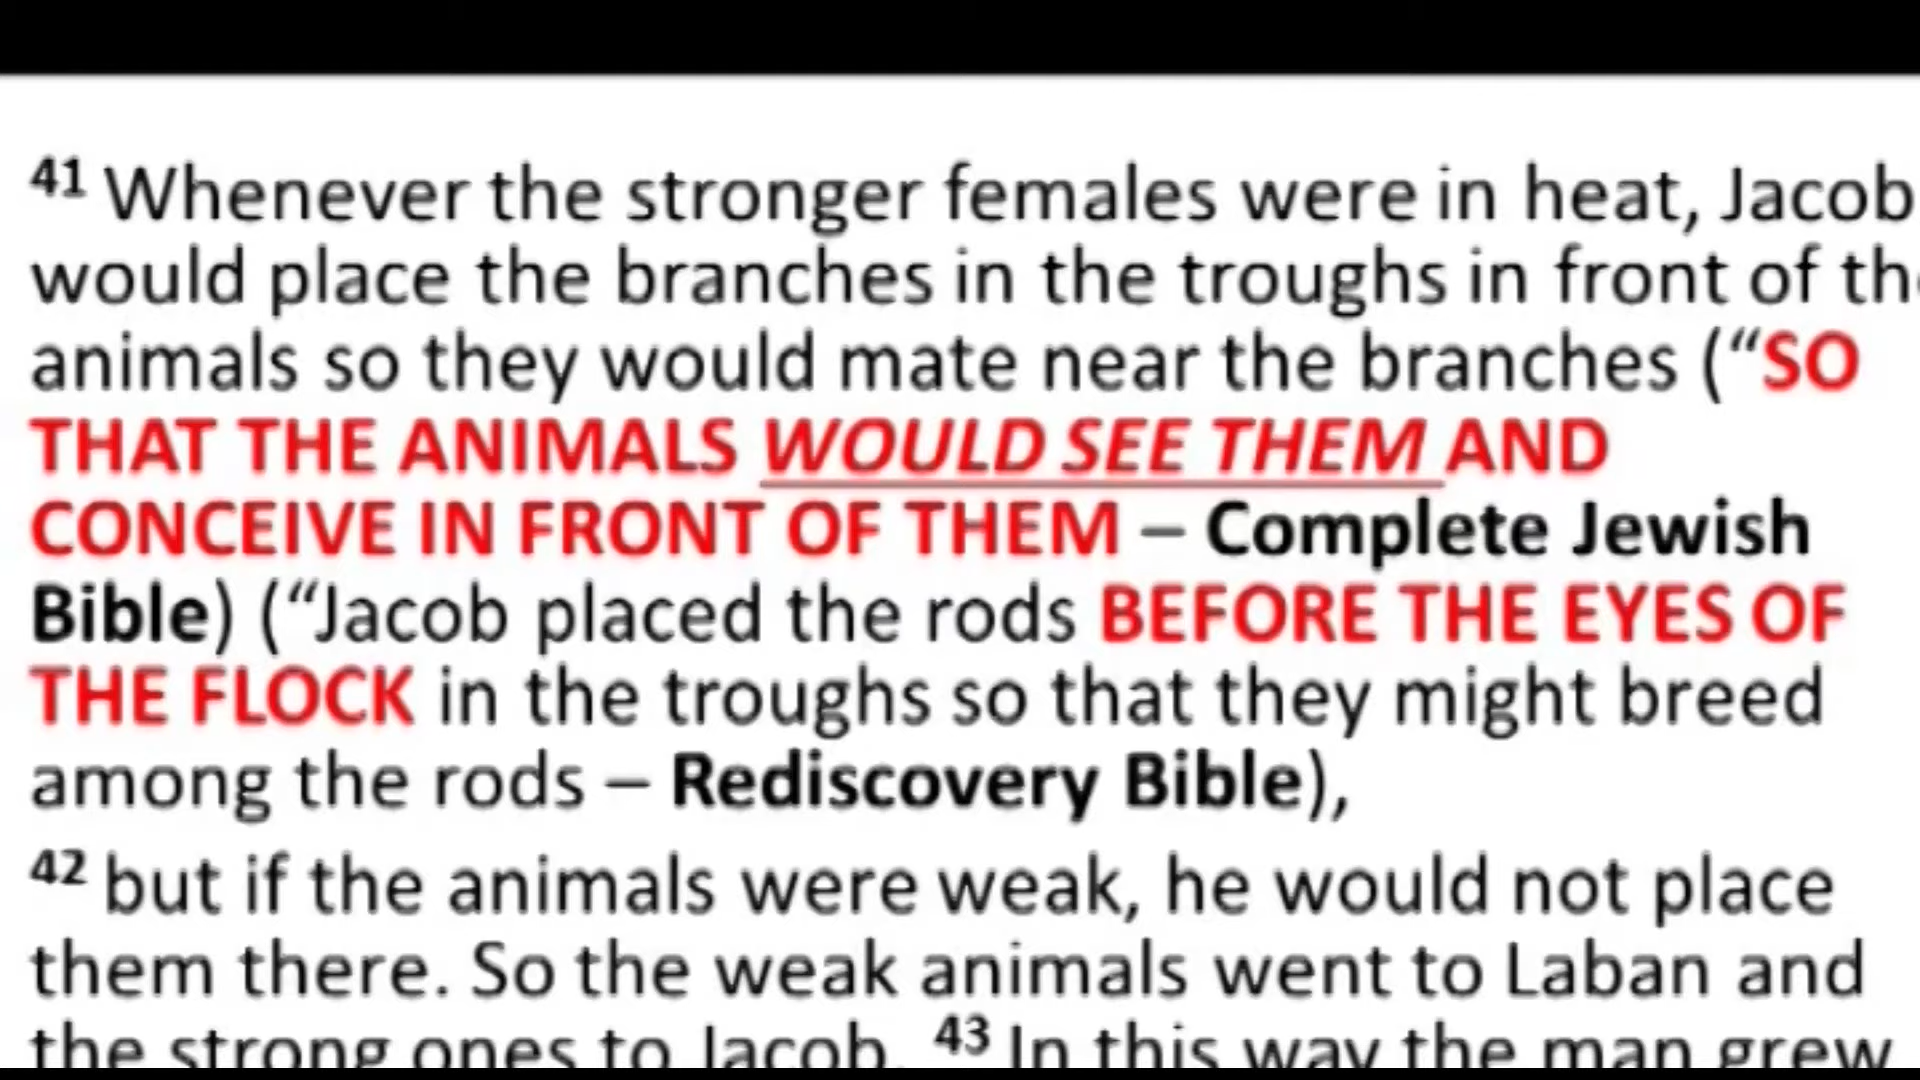 41 Whenever the stronger females were in heat, Jacob
would place the branches in the troughs in front of th
animals so they would mate near the branches (“SO
THAT THE ANIMALS WOULD SEE THEM AND
CONCEIVE IN FRONT OF THEM – Complete Jewish
Bible) (“Jacob placed the rods BEFORE THE EYES OF
THE FLOCK in the troughs so that they might breed
among the rods – Rediscovery Bible),
42 but if the animals were weak, he would not place
them there. So the weak animals went to Laban and
the strong ones to Jacob. 43 In this way the man grew